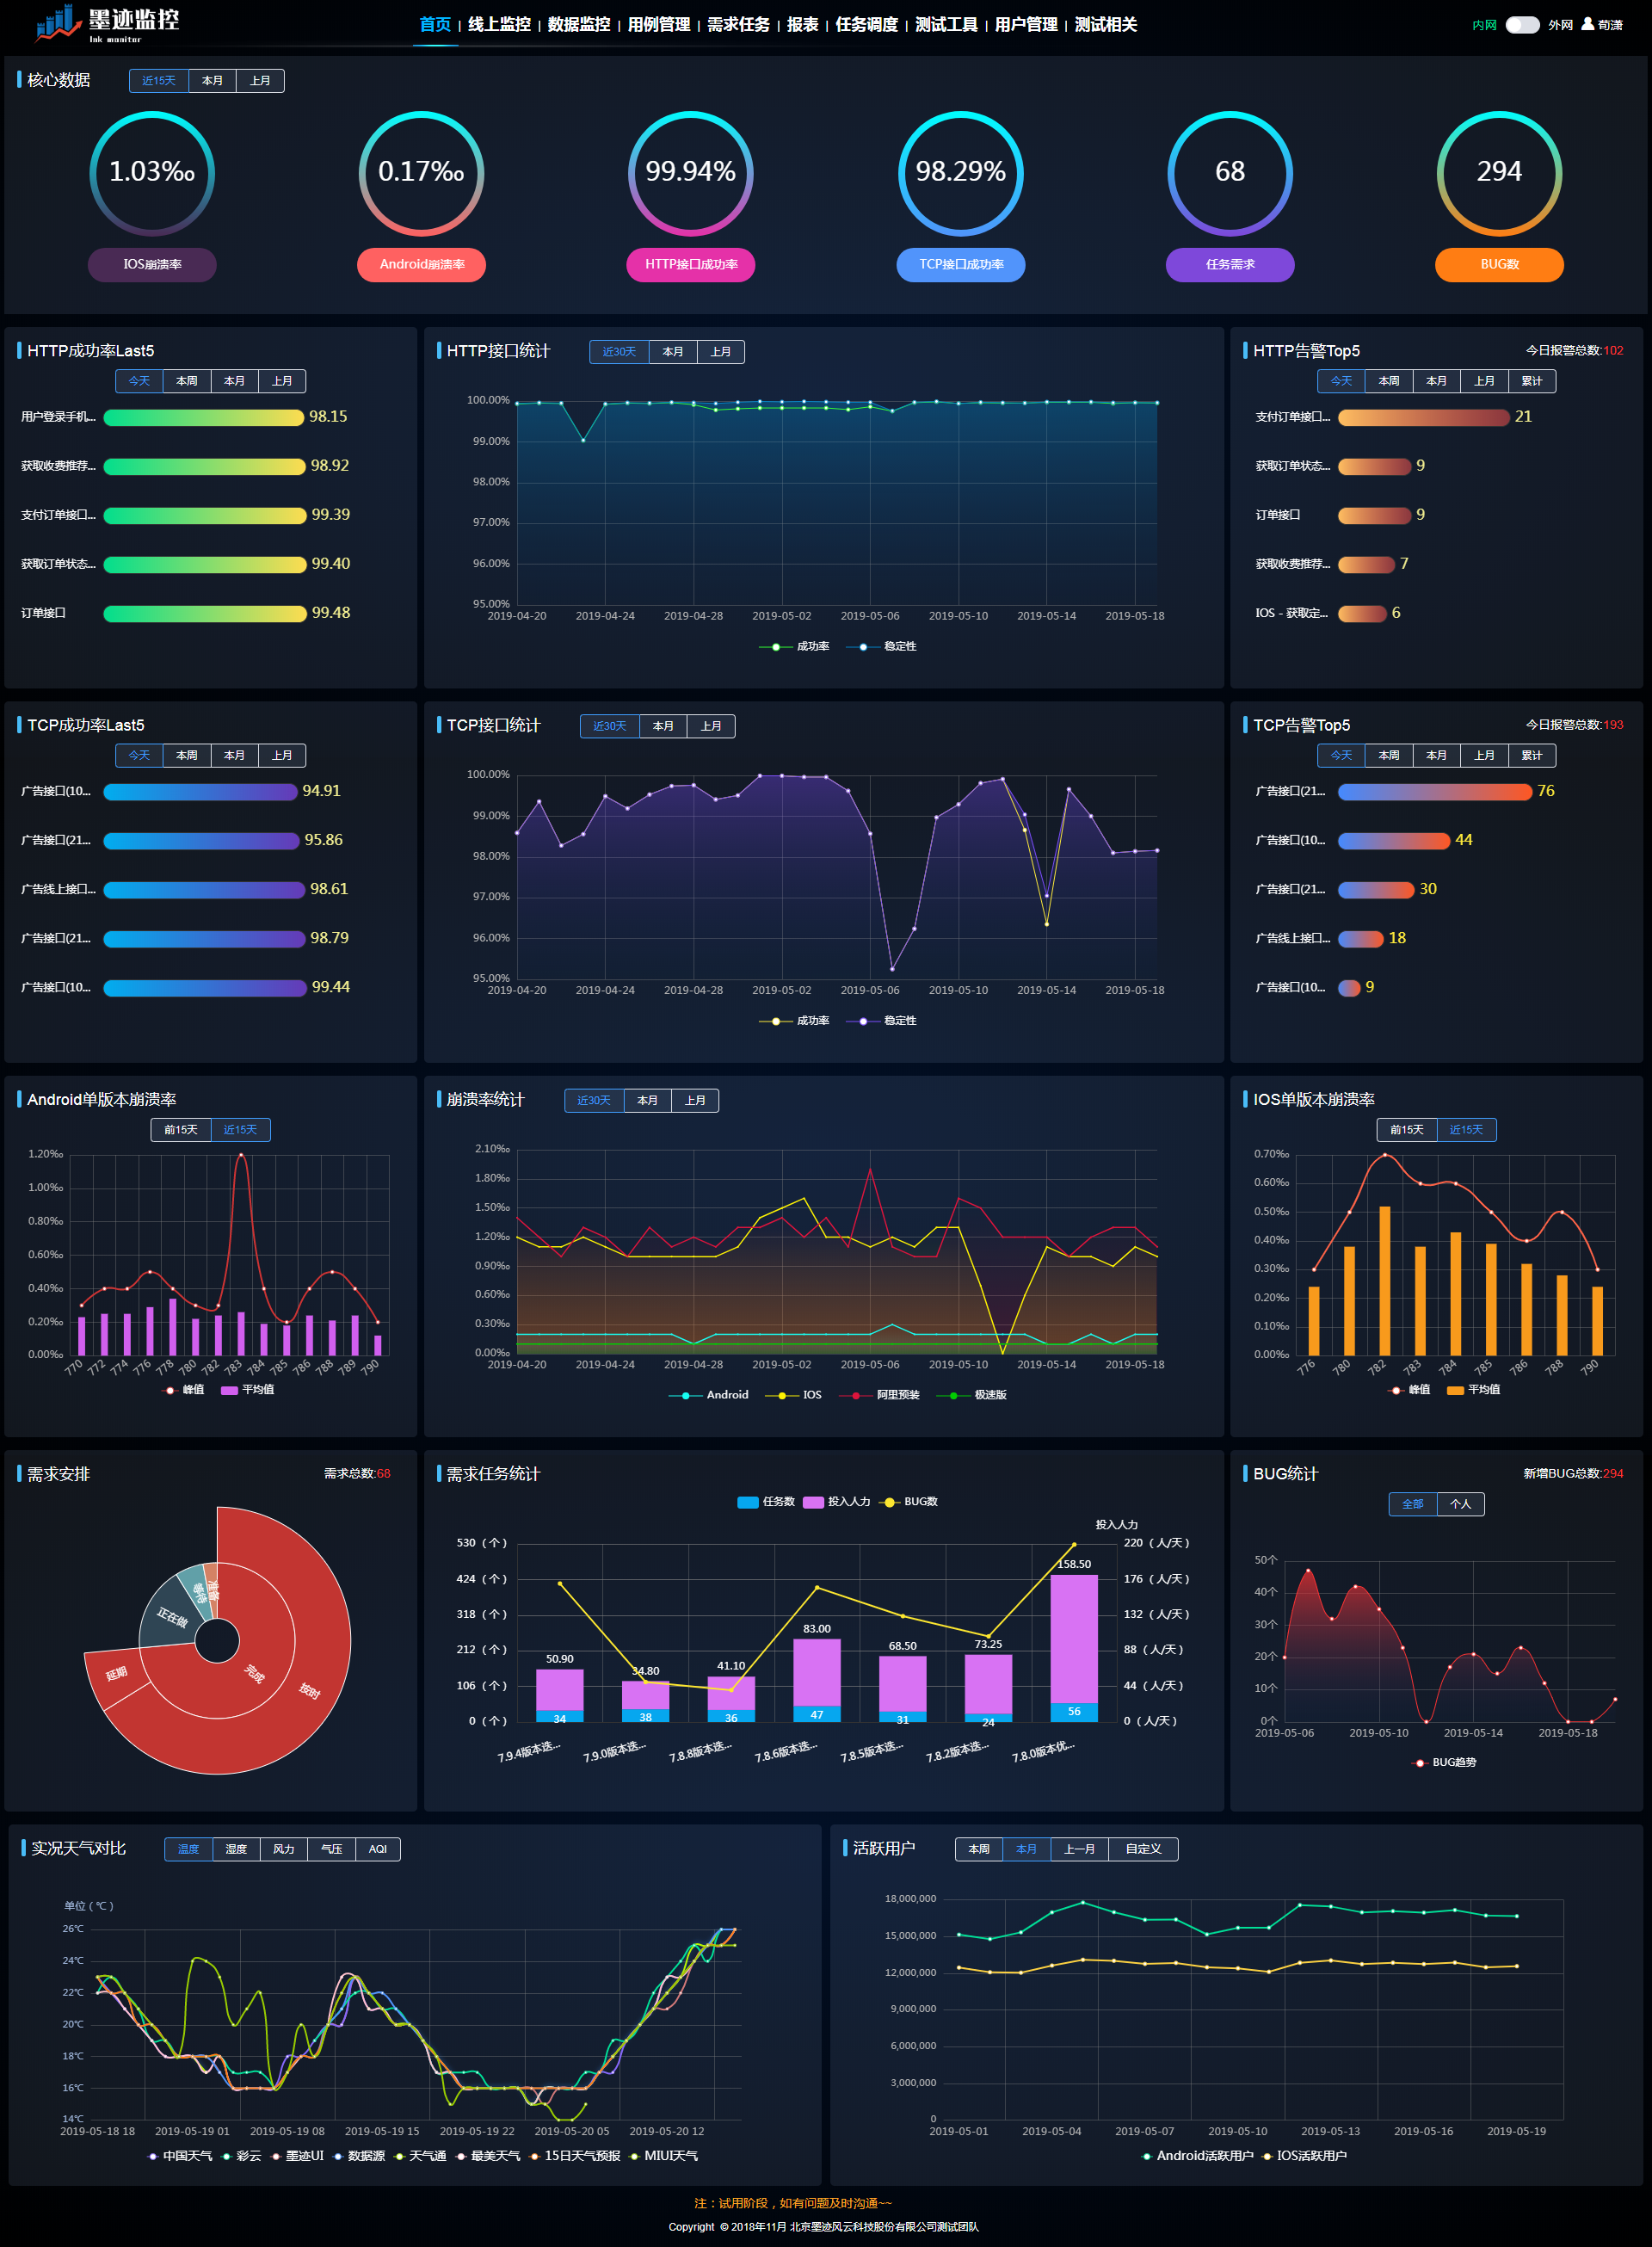 墨迹监控
Ink monitor
首页 | 线上监控 | 数据监控 | 用例管理 | 需求任务 | 报表 | 任务调度 | 测试工具 | 用户管理 | 测试相关
内网 外网 荀潇
核心数据 近15天 本月 上月
1.03‰ 0.17‰ 99.94% 98.29% 68 294
IOS崩溃率 Android崩溃率 HTTP接口成功率 TCP接口成功率 任务需求 BUG数
HTTP成功率Last5
今天 本周 本月 上月
用户登录手机... 98.15
获取收费推荐... 98.92
支付订单接口... 99.39
获取订单状态... 99.40
订单接口 99.48
HTTP接口统计 近30天 本月 上月
100.00%
99.00%
98.00%
97.00%
96.00%
95.00%
2019-04-20 2019-04-24 2019-04-28 2019-05-02 2019-05-06 2019-05-10 2019-05-14 2019-05-18
成功率 稳定性
HTTP告警Top5 今日报警总数:102
今天 本周 本月 上月 累计
支付订单接口... 21
获取订单状态... 9
订单接口 9
获取收费推荐... 7
IOS - 获取定... 6
TCP成功率Last5
今天 本周 本月 上月
广告接口(10... 94.91
广告接口(21... 95.86
广告线上接口... 98.61
广告接口(21... 98.79
广告接口(10... 99.44
TCP接口统计 近30天 本月 上月
100.00%
99.00%
98.00%
97.00%
96.00%
95.00%
2019-04-20 2019-04-24 2019-04-28 2019-05-02 2019-05-06 2019-05-10 2019-05-14 2019-05-18
成功率 稳定性
TCP告警Top5 今日报警总数:193
今天 本周 本月 上月 累计
广告接口(21... 76
广告接口(10... 44
广告接口(21... 30
广告线上接口... 18
广告接口(10... 9
Android单版本崩溃率
前15天 近15天
1.20‰
1.00‰
0.80‰
0.60‰
0.40‰
0.20‰
0.00‰
770 772 774 776 778 780 782 783 784 785 786 788 789 790
峰值 平均值
崩溃率统计 近30天 本月 上月
2.10‰
1.80‰
1.50‰
1.20‰
0.90‰
0.60‰
0.30‰
0.00‰
2019-04-20 2019-04-24 2019-04-28 2019-05-02 2019-05-06 2019-05-10 2019-05-14 2019-05-18
Android IOS 阿里预装 极速版
IOS单版本崩溃率
前15天 近15天
0.70‰
0.60‰
0.50‰
0.40‰
0.30‰
0.20‰
0.10‰
0.00‰
776 780 782 783 784 785 786 788 790
峰值 平均值
需求安排 需求总数:68
准备
等待
正在做
延期
完成
按时
需求任务统计
任务数 投入人力 BUG数
投入人力
530（个） 220（人/天）
424（个） 176（人/天）
318（个） 132（人/天）
212（个） 88（人/天）
106（个） 44（人/天）
0（个） 0（人/天）
50.90 34.80 41.10 83.00 68.50 73.25 158.50
34 38 36 47 31 24 56
7.9.4版本迭... 7.9.0版本迭... 7.8.8版本迭... 7.8.6版本迭... 7.8.5版本迭... 7.8.2版本迭... 7.8.0版本优...
BUG统计 新增BUG总数:294
全部 个人
50个
40个
30个
20个
10个
0个
2019-05-06 2019-05-10 2019-05-14 2019-05-18
BUG趋势
实况天气对比 温度 湿度 风力 气压 AQI
单位（℃）
26℃
24℃
22℃
20℃
18℃
16℃
14℃
2019-05-18 18 2019-05-19 01 2019-05-19 08 2019-05-19 15 2019-05-19 22 2019-05-20 05 2019-05-20 12
中国天气 彩云 墨迹UI 数据源 天气通 最美天气 15日天气预报 MIUI天气
活跃用户 本周 本月 上一月 自定义
18,000,000
15,000,000
12,000,000
9,000,000
6,000,000
3,000,000
0
2019-05-01 2019-05-04 2019-05-07 2019-05-10 2019-05-13 2019-05-16 2019-05-19
Android活跃用户 IOS活跃用户
注：试用阶段，如有问题及时沟通~~
Copyright © 2018年11月 北京墨迹风云科技股份有限公司测试团队